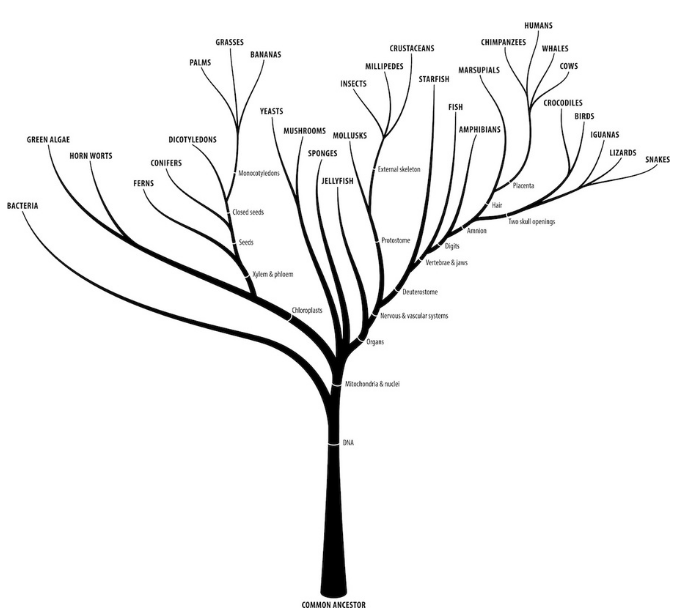 HUMANS
CHIMPANZEES
WHALES
COWS
GRASSES
BANANAS
PALMS
CRUSTACEANS
MILLIPEDES
INSECTS
STARFISH
MARSUPIALS
FISH
AMPHIBIANS
CROCODILES
BIRDS
IGUANAS
LIZARDS
SNAKES
YEASTS
MUSHROOMS
MOLLUSKS
SPONGES
JELLYFISH
GREEN ALGAE
HORN WORTS
DICOTYLEDONS
CONIFERS
FERNS
BACTERIA
Monocotyledons
External skeleton
Placenta
Hair
Closed seeds
Two skull openings
Amnion
Seeds
Protostome
Digits
Vertebrae & jaws
Xylem & phloem
Deuterostome
Chloroplasts
Nervous & vascular systems
Organs
Mitochondria & nuclei
DNA
COMMON ANCESTOR